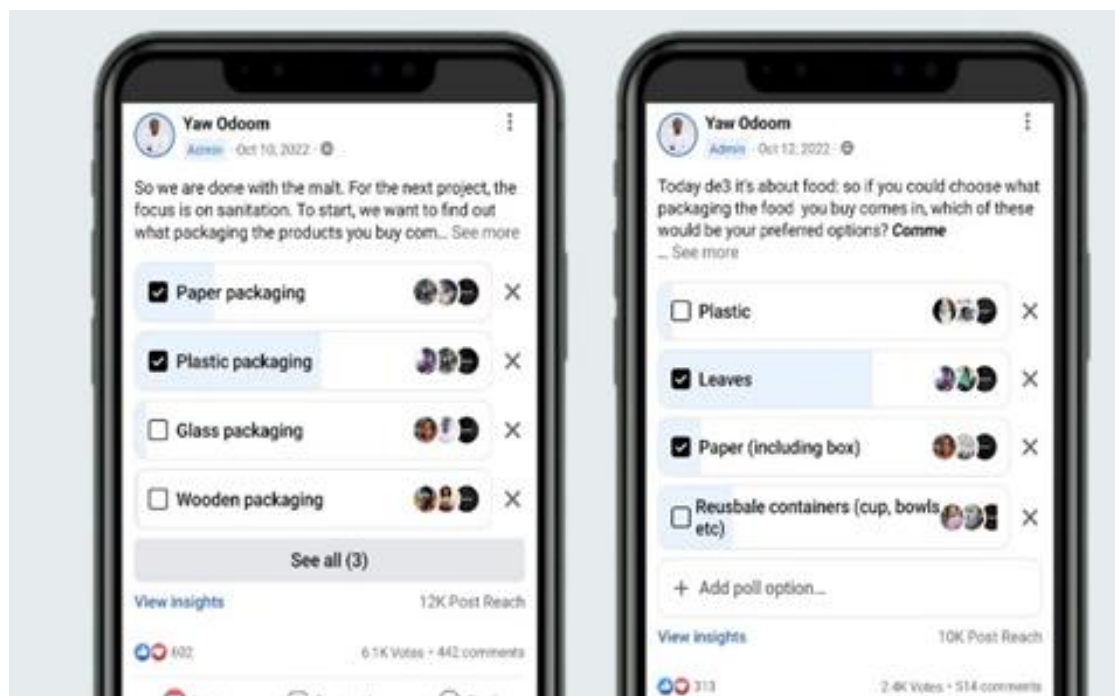 Yaw Odoom
Admin · Oct 10, 2022 ·
So we are done with the malt. For the next project, the
focus is on sanitation. To start, we want to find out
what packaging the products you buy com... See more
Paper packaging
Plastic packaging
Glass packaging
Wooden packaging
See all (3)
View insights
12K Post Reach
602
6.1K Votes • 442 comments
Yaw Odoom
Admin · Oct 12, 2022 ·
Today de3 it's about food: so if you could choose what
packaging the food you buy comes in, which of these
would be your preferred options? Comme
... See more
Plastic
Leaves
Paper (including box)
Reusbale containers (cup, bowls
etc)
+ Add poll option...
View insights
10K Post Reach
313
2.4K Votes • 514 comments